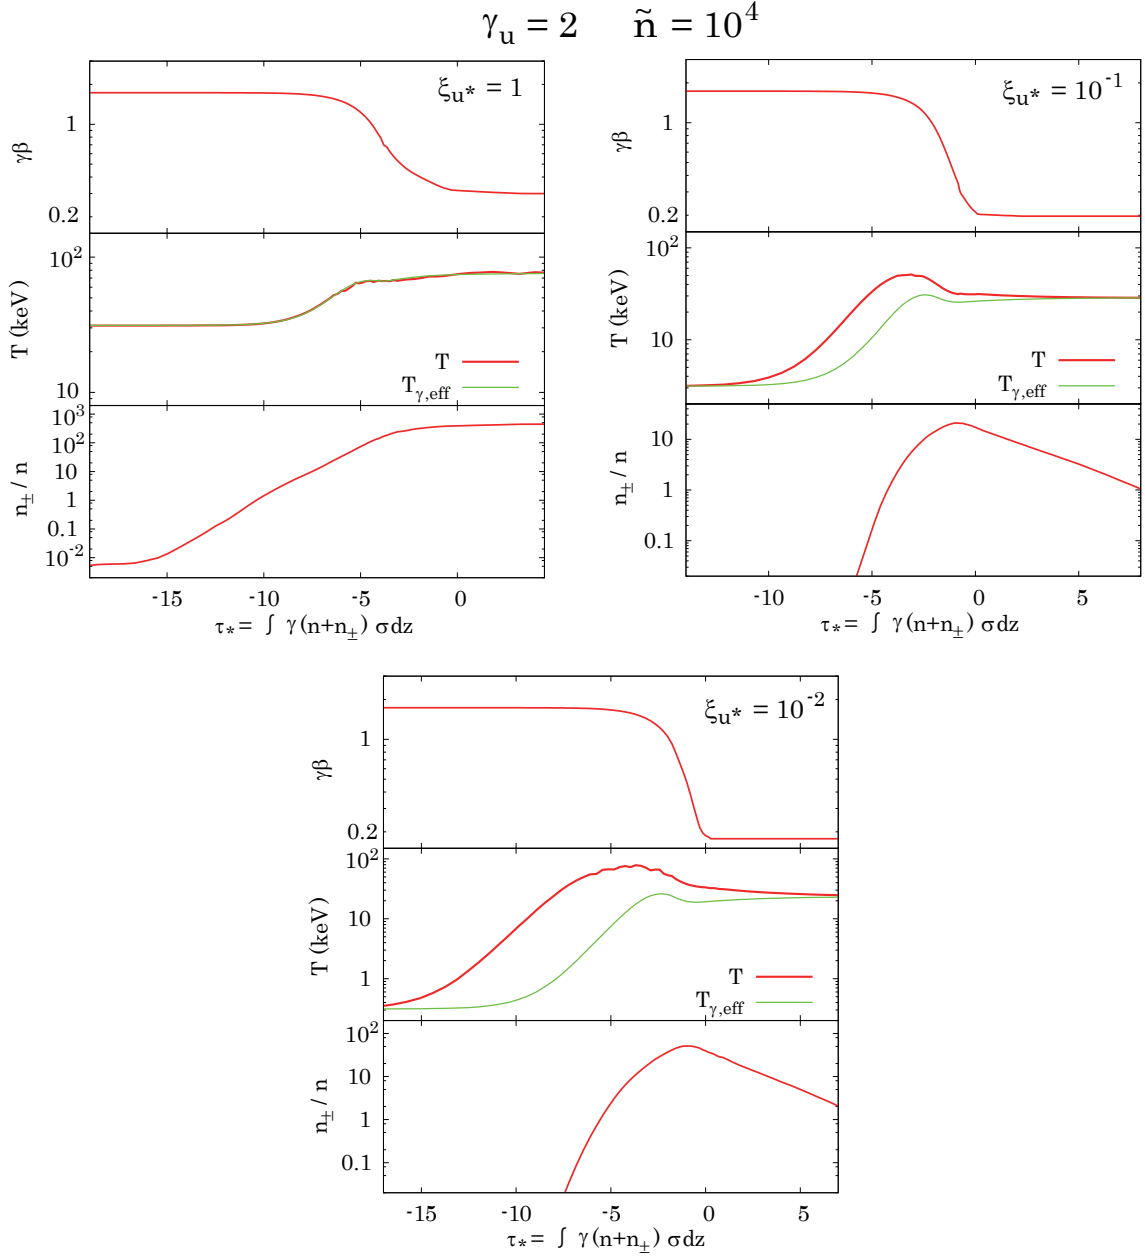 γu = 2 ñ = 10^4
ξu* = 1
γβ
1
0.2
T (keV)
10^2
10
T
Tγ,eff
n± / n
10^3
10^2
10
1
0.1
10^-2
-15 -10 -5 0
τ* = ∫ γ(n+n±) σdz
ξu* = 10^-1
γβ
1
0.2
T (keV)
10^2
10
T
Tγ,eff
n± / n
10
1
0.1
-10 -5 0 5
τ* = ∫ γ(n+n±) σdz
ξu* = 10^-2
γβ
1
0.2
T (keV)
10^2
10
1
T
Tγ,eff
n± / n
10^2
10
1
0.1
-15 -10 -5 0 5
τ* = ∫ γ(n+n±) σdz